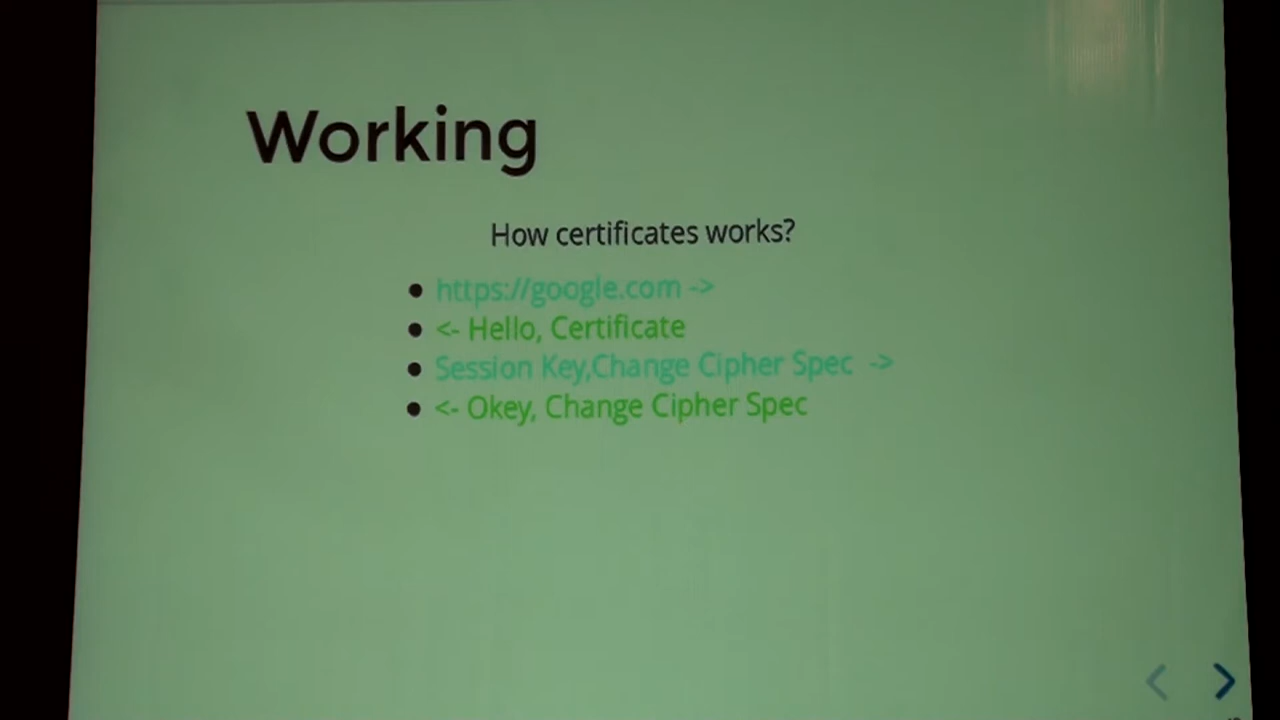 Working
How certificates works?
https://google.com ->
<- Hello, Certificate
Session Key,Change Cipher Spec ->
<- Okey, Change Cipher Spec